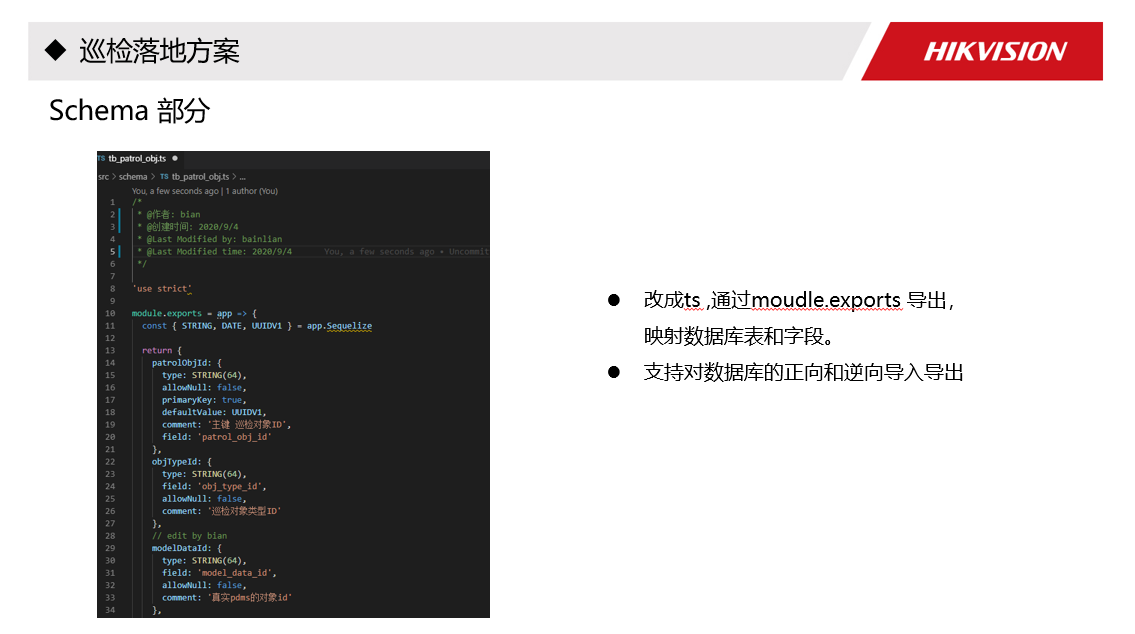 ◆ 巡检落地方案
HIKVISION
Schema 部分
TS tb_patrol_obj.ts ●
src > schema > TS tb_patrol_obj.ts > ...
You, a few seconds ago | 1 author (You)
1 /*
2 * @作者: bian
3 * @创建时间: 2020/9/4
4 * @Last Modified by: bainlian
5 * @Last Modified time: 2020/9/4 You, a few seconds ago • Uncommit
6 */
7
8 'use strict'
9
10 module.exports = app => {
11 const { STRING, DATE, UUIDV1 } = app.Sequelize
12
13 return {
14 patrolObjId: {
15 type: STRING(64),
16 allowNull: false,
17 primaryKey: true,
18 defaultValue: UUIDV1,
19 comment: '主键 巡检对象ID',
20 field: 'patrol_obj_id'
21 },
22 objTypeId: {
23 type: STRING(64),
24 field: 'obj_type_id',
25 allowNull: false,
26 comment: '巡检对象类型ID'
27 },
28 // edit by bian
29 modelDataId: {
30 type: STRING(64),
31 field: 'model_data_id',
32 allowNull: false,
33 comment: '真实pdms的对象id'
34 },
● 改成ts ,通过moudle.exports 导出，
映射数据库表和字段。
● 支持对数据库的正向和逆向导入导出